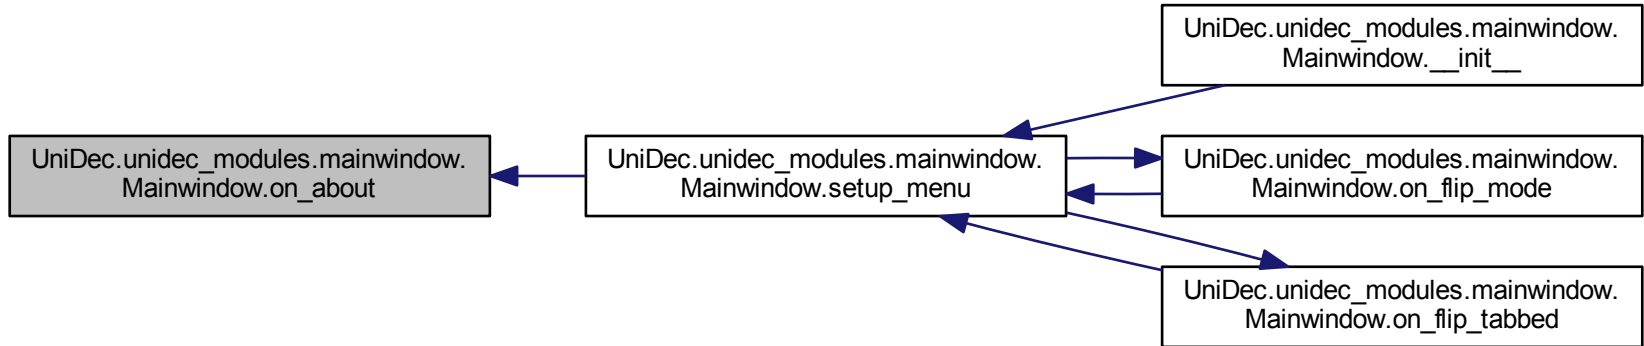 UniDec.unidec_modules.mainwindow.
Mainwindow.on_about
UniDec.unidec_modules.mainwindow.
Mainwindow.setup_menu
UniDec.unidec_modules.mainwindow.
Mainwindow.__init__
UniDec.unidec_modules.mainwindow.
Mainwindow.on_flip_mode
UniDec.unidec_modules.mainwindow.
Mainwindow.on_flip_tabbed